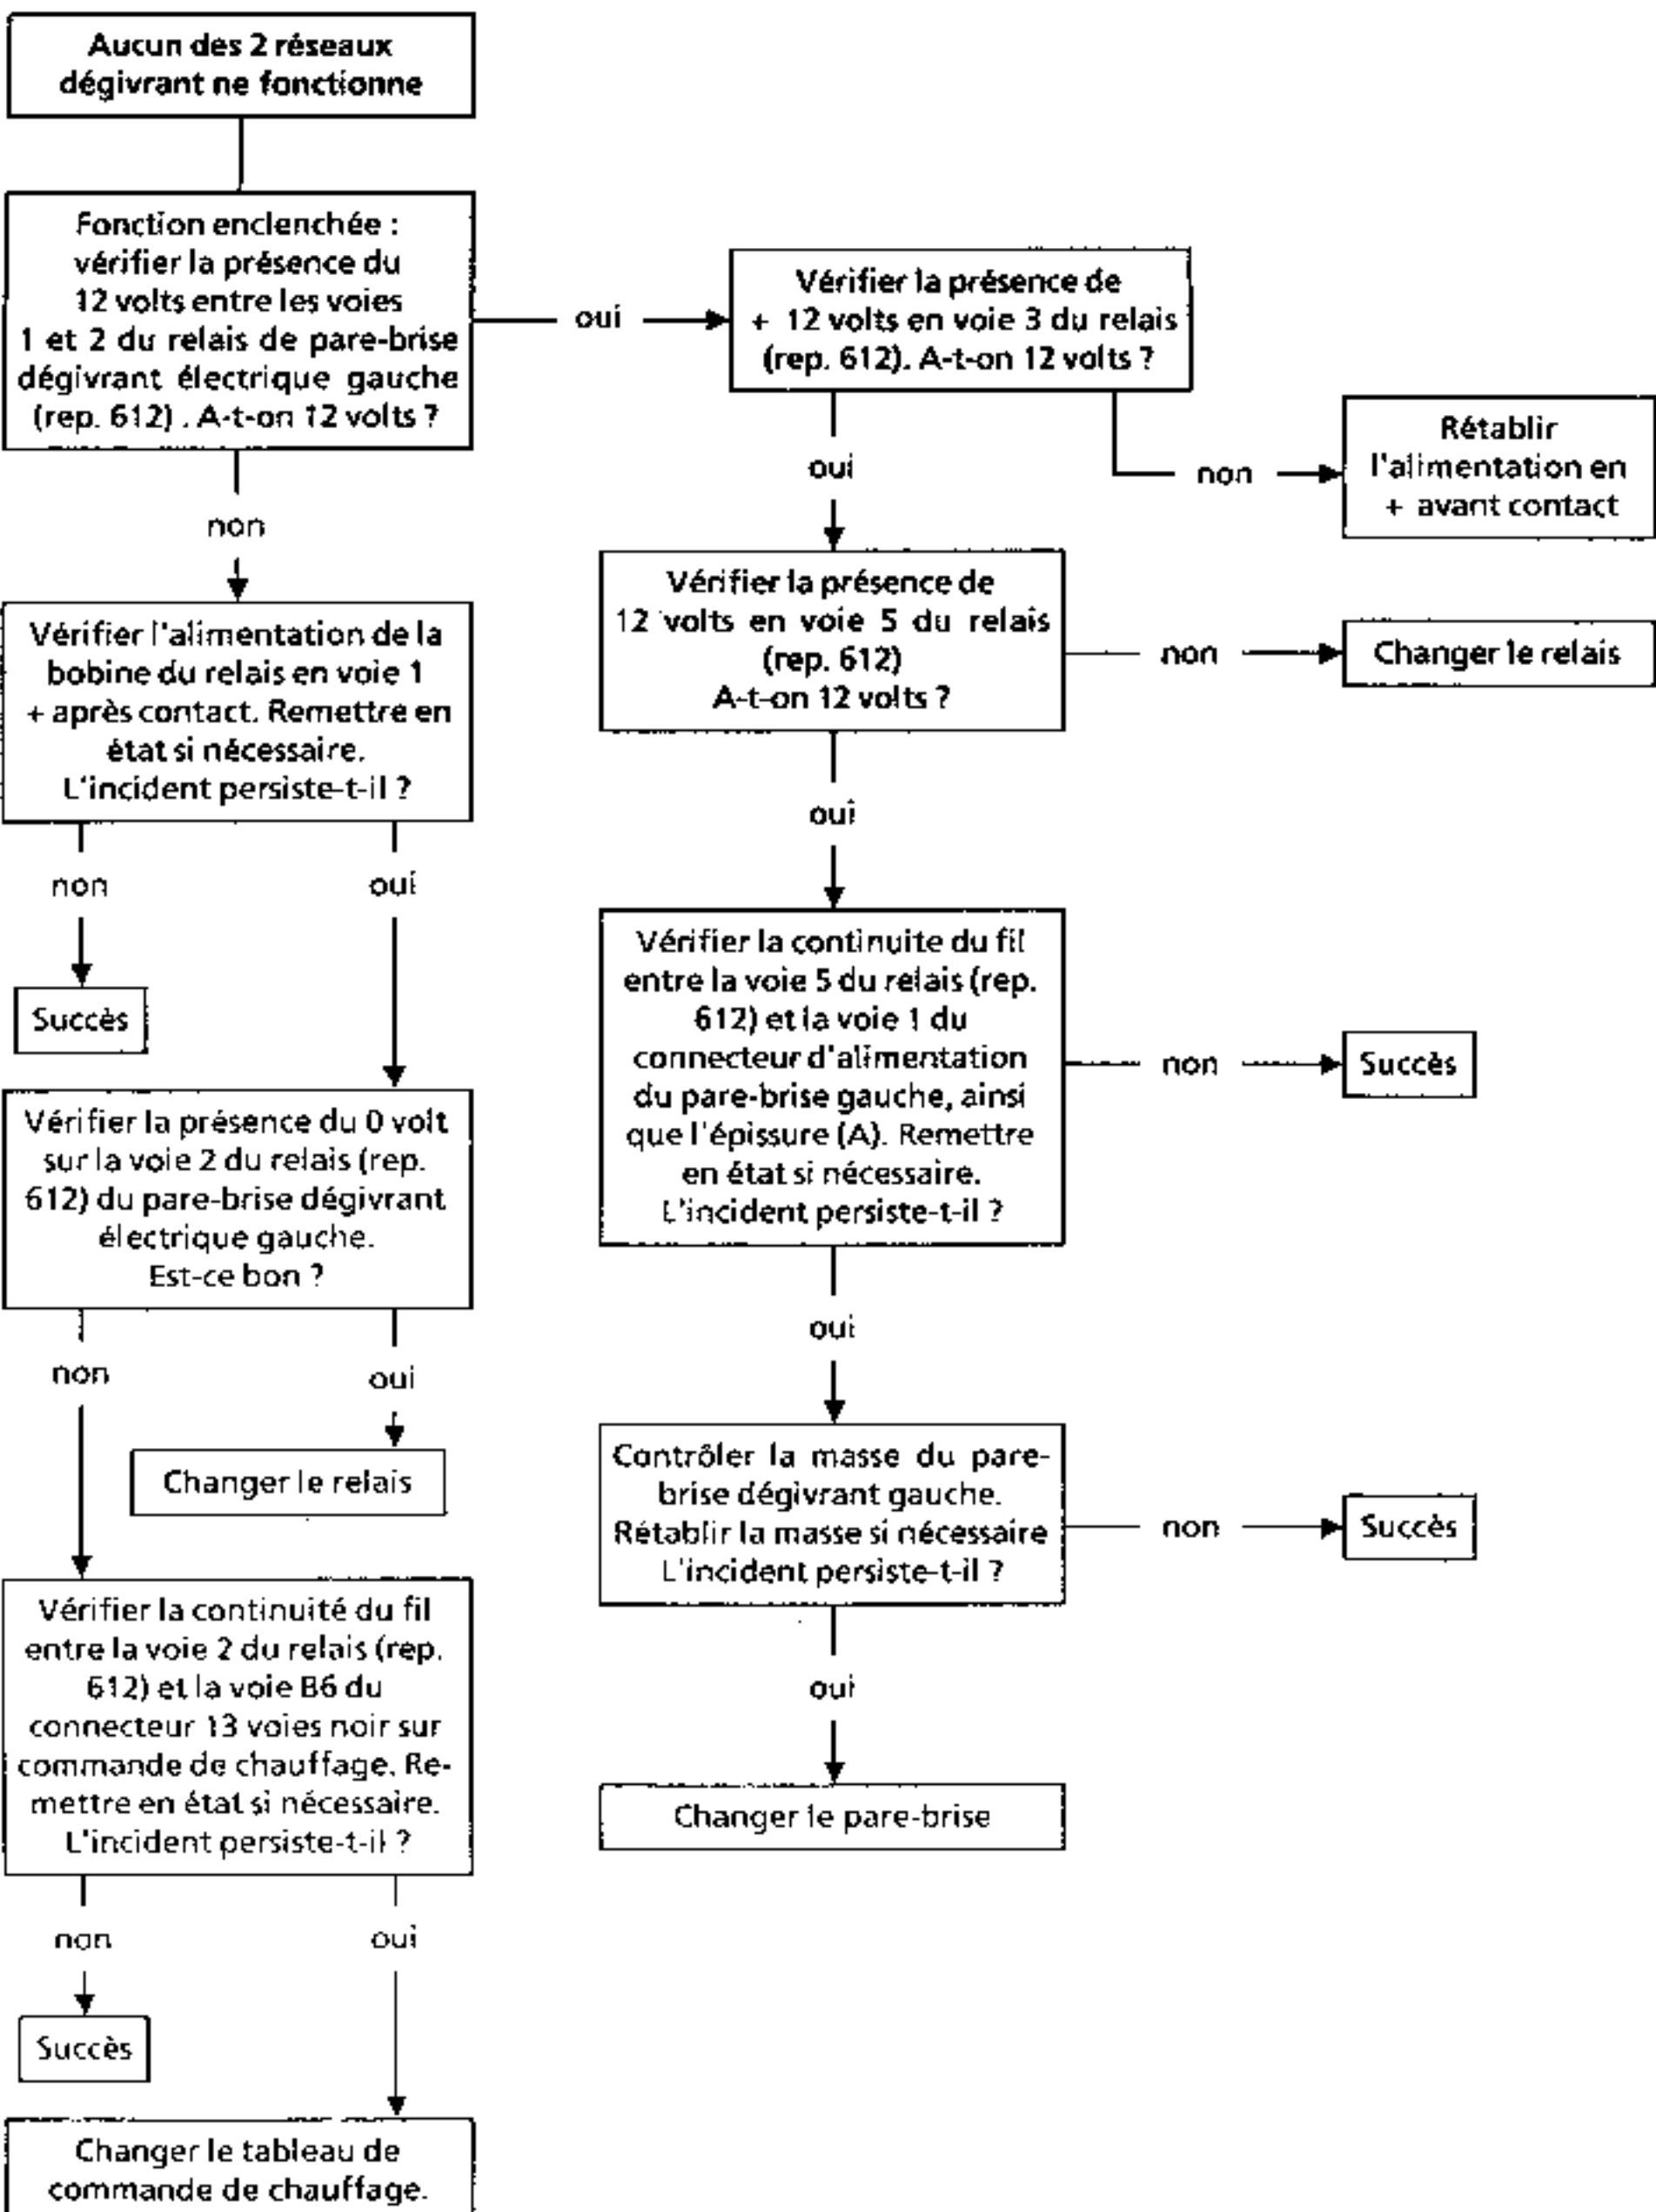 Aucun des 2 réseaux
dégivrant ne fonctionne
Fonction enclenchée :
vérifier la présence du
12 volts entre les voies
1 et 2 du relais de pare-brise
dégivrant électrique gauche
(rep. 612) . A-t-on 12 volts ?
oui
Vérifier la présence de
+ 12 volts en voie 3 du relais
(rep. 612). A-t-on 12 volts ?
non
oui
non
Rétablir
l'alimentation en
+ avant contact
Vérifier l'alimentation de la
bobine du relais en voie 1
+ après contact. Remettre en
état si nécessaire.
L'incident persiste-t-il ?
Vérifier la présence de
12 volts en voie 5 du relais
(rep. 612)
A-t-on 12 volts ?
non
Changer le relais
non
oui
oui
Succès
Vérifier la continuite du fil
entre la voie 5 du relais (rep.
612) et la voie 1 du
connecteur d'alimentation
du pare-brise gauche, ainsi
que l'épissure (A). Remettre
en état si nécessaire.
L'incident persiste-t-il ?
non
Succès
Vérifier la présence du 0 volt
sur la voie 2 du relais (rep.
612) du pare-brise dégivrant
électrique gauche.
Est-ce bon ?
non
oui
oui
Changer le relais
Contrôler la masse du pare-
brise dégivrant gauche.
Rétablir la masse si nécessaire
L'incident persiste-t-il ?
non
Succès
Vérifier la continuité du fil
entre la voie 2 du relais (rep.
612) et la voie B6 du
connecteur 13 voies noir sur
commande de chauffage. Re-
mettre en état si nécessaire.
L'incident persiste-t-il ?
oui
Changer le pare-brise
non
oui
Succès
Changer le tableau de
commande de chauffage.